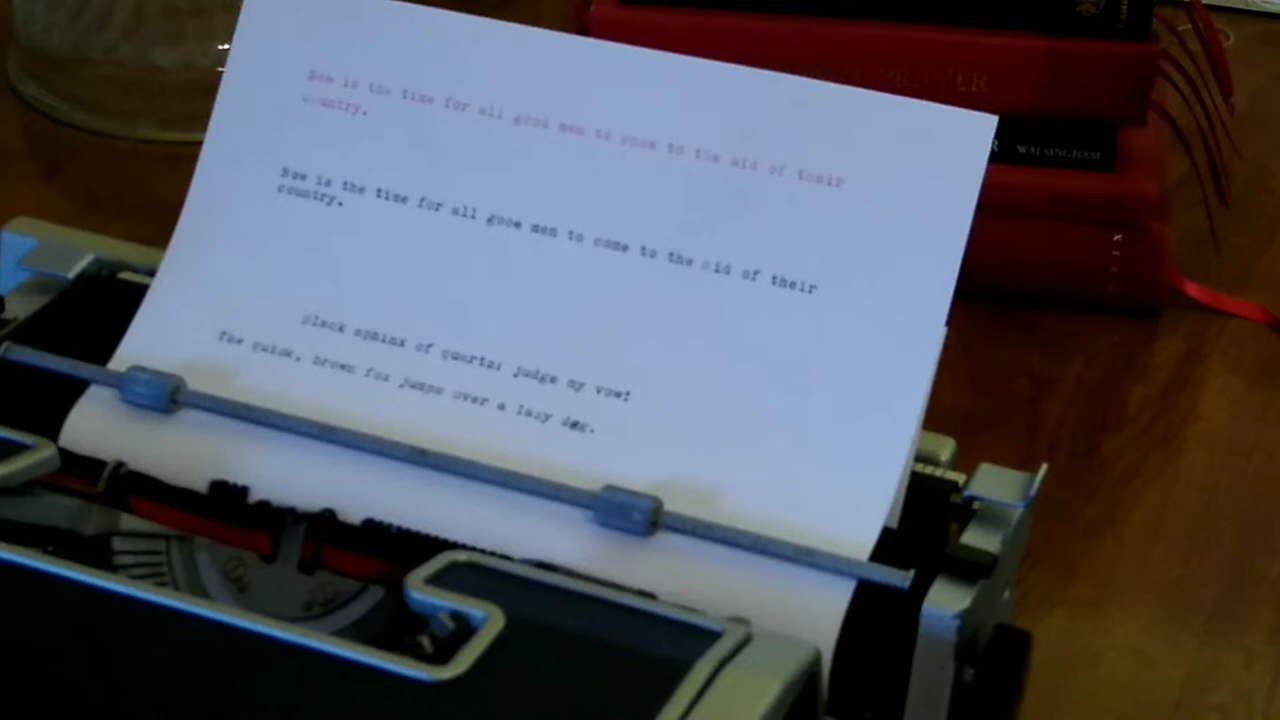 Now is the time for all good men to come to the aid of their
country.
Now is the time for all gooe men to come to the aid of their
country.
Black sphinx of quartz; judge my vow!
The quick, brown fox jumps over a lazy dog.
WALSINGHAM